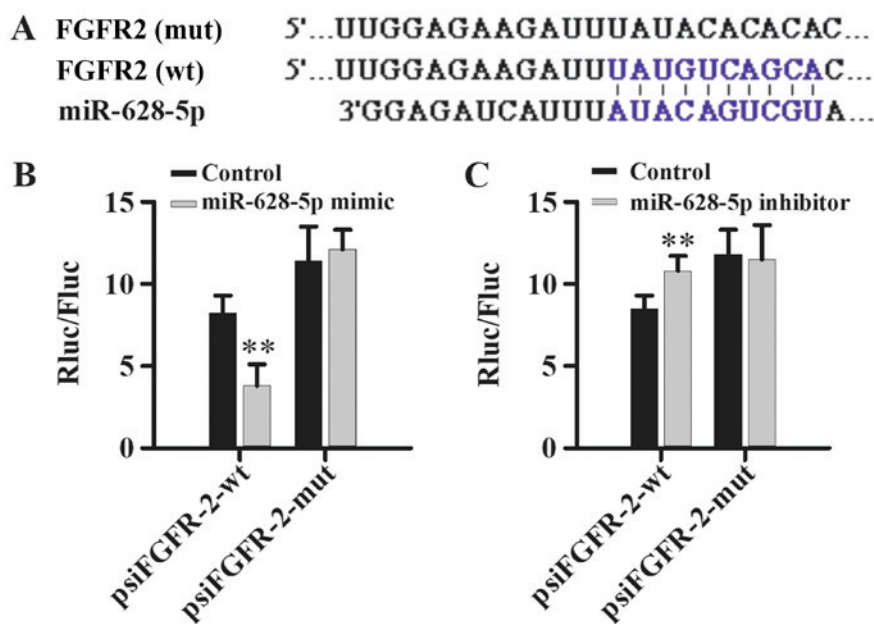 A FGFR2 (mut) 5'...UUGGAGAAGAUUUAUACACACAC...
FGFR2 (wt) 5'...UUGGAGAAGAUUUAUGUCAGCAC...
miR-628-5p 3'GGAGAUCAUUUAUACAGUCGUA...
B
Control
miR-628-5p mimic
15
10
5
0
Rluc/Fluc
**
psiFGFR-2-wt
psiFGFR-2-mut
C
Control
miR-628-5p inhibitor
15
10
5
0
Rluc/Fluc
**
psiFGFR-2-wt
psiFGFR-2-mut